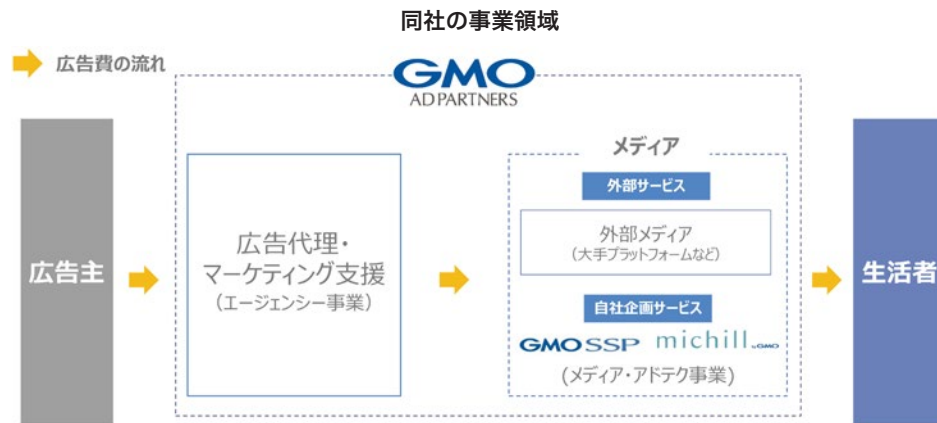 同社の事業領域
広告費の流れ
GMO
AD PARTNERS
広告主
広告代理・
マーケティング支援
（エージェンシー事業）
メディア
外部サービス
外部メディア
（大手プラットフォームなど）
自社企画サービス
GMOSSP michill by GMO
(メディア・アドテク事業)
生活者